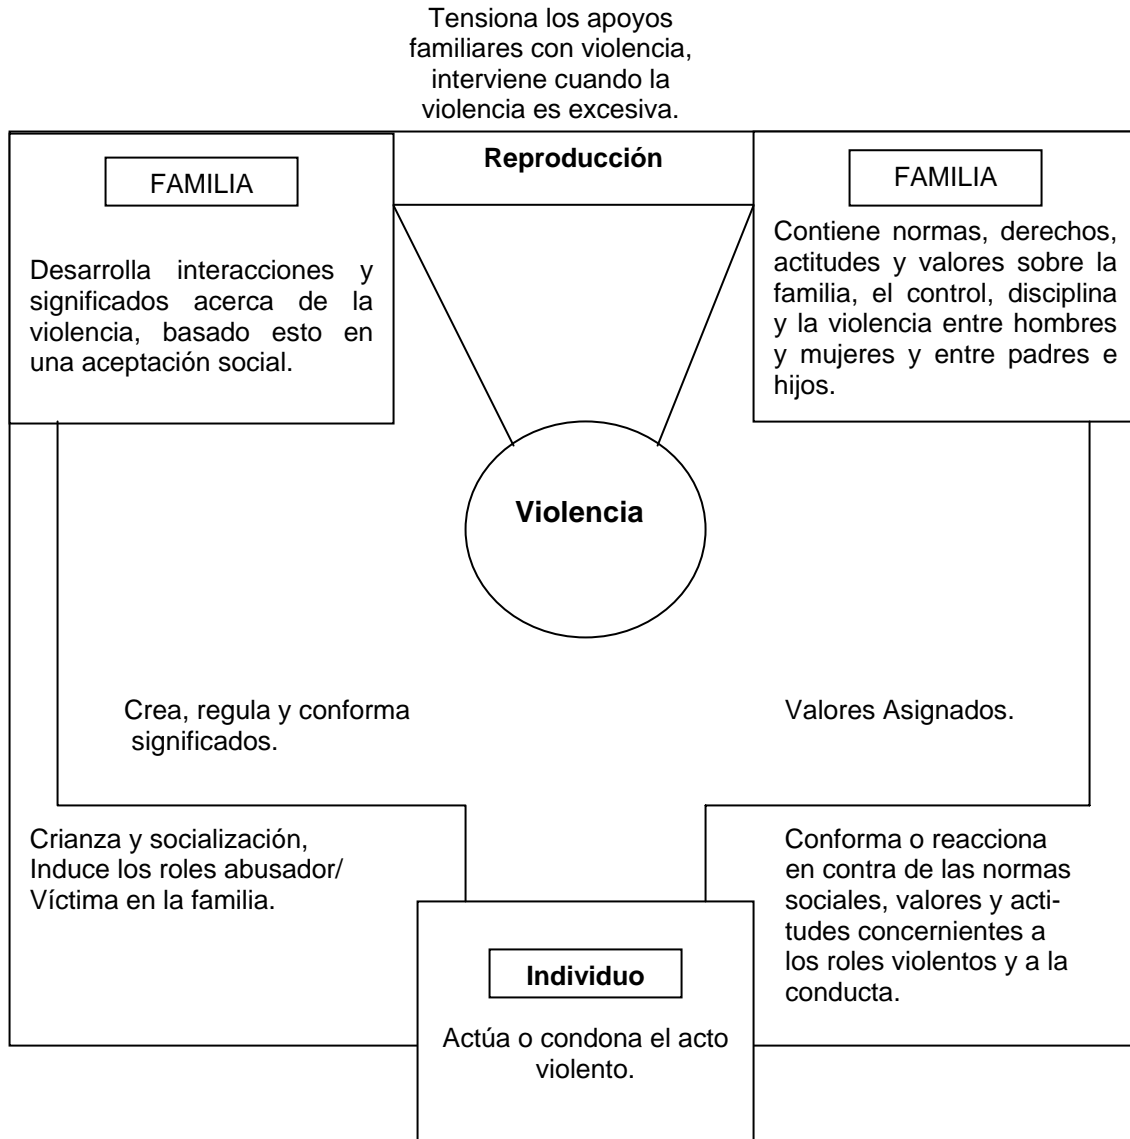 Tensiona los apoyos
familiares con violencia,
interviene cuando la
violencia es excesiva.
Reproducción
FAMILIA
Desarrolla interacciones y
significados acerca de la
violencia, basado esto en
una aceptación social.
FAMILIA
Contiene normas, derechos,
actitudes y valores sobre la
familia, el control, disciplina
y la violencia entre hombres
y mujeres y entre padres e
hijos.
Violencia
Crea, regula y conforma
significados.
Valores Asignados.
Crianza y socialización,
Induce los roles abusador/
Víctima en la familia.
Conforma o reacciona
en contra de las normas
sociales, valores y acti-
tudes concernientes a
los roles violentos y a la
conducta.
Individuo
Actúa o condona el acto
violento.